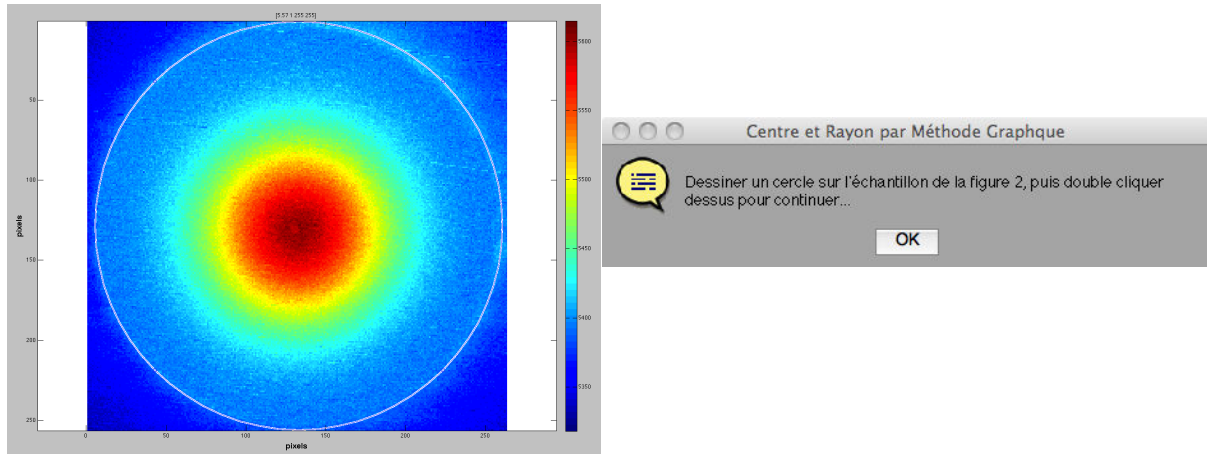 [5.57 1 255 255]
5600
5550
5500
5450
5400
5350
50
100
150
200
250
pixels
0
50
100
150
200
250
pixels
Centre et Rayon par Méthode Graphque
Dessiner un cercle sur l'échantillon de la figure 2, puis double cliquer
dessus pour continuer...
OK